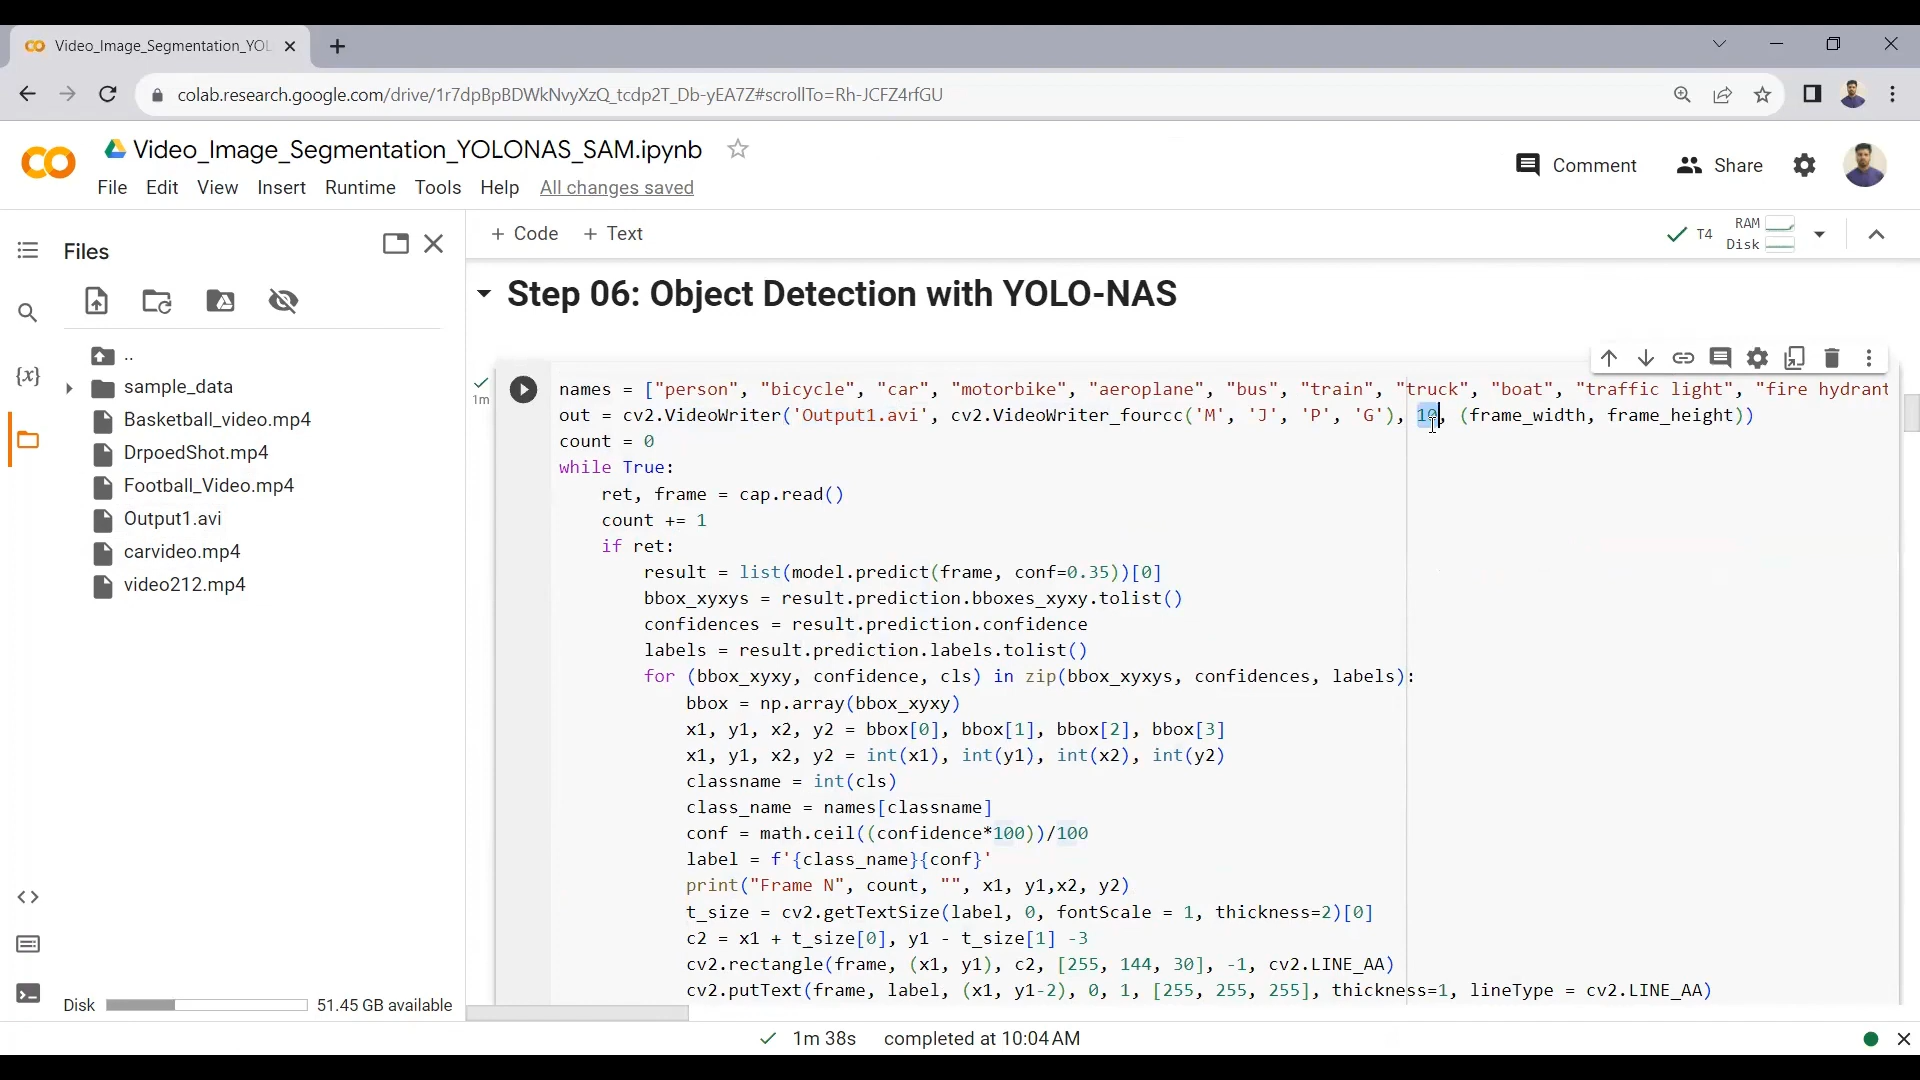 Video_Image_Segmentation_YOL
colab.research.google.com/drive/1r7dpBpBDWkNvyXzQ_tcdp2T_Db-yEA7Z#scrollTo=Rh-JCFZ4rfGU
Video_Image_Segmentation_YOLONAS_SAM.ipynb
Comment
Share
File Edit View Insert Runtime Tools Help All changes saved
Files
+ Code + Text
T4
RAM
Disk
Step 06: Object Detection with YOLO-NAS
{x}
..
sample_data
Basketball_video.mp4
DrpoedShot.mp4
Football_Video.mp4
Output1.avi
carvideo.mp4
video212.mp4
Disk
51.45 GB available
1m
names = ["person", "bicycle", "car", "motorbike", "aeroplane", "bus", "train", "truck", "boat", "traffic light", "fire hydrant
out = cv2.VideoWriter('Output1.avi', cv2.VideoWriter_fourcc('M', 'J', 'P', 'G'), 10, (frame_width, frame_height))
count = 0
while True:
    ret, frame = cap.read()
    count += 1
    if ret:
        result = list(model.predict(frame, conf=0.35))[0]
        bbox_xyxys = result.prediction.bboxes_xyxy.tolist()
        confidences = result.prediction.confidence
        labels = result.prediction.labels.tolist()
        for (bbox_xyxy, confidence, cls) in zip(bbox_xyxys, confidences, labels):
            bbox = np.array(bbox_xyxy)
            x1, y1, x2, y2 = bbox[0], bbox[1], bbox[2], bbox[3]
            x1, y1, x2, y2 = int(x1), int(y1), int(x2), int(y2)
            classname = int(cls)
            class_name = names[classname]
            conf = math.ceil((confidence*100))/100
            label = f'{class_name}{conf}'
            print("Frame N", count, "", x1, y1,x2, y2)
            t_size = cv2.getTextSize(label, 0, fontScale = 1, thickness=2)[0]
            c2 = x1 + t_size[0], y1 - t_size[1] -3
            cv2.rectangle(frame, (x1, y1), c2, [255, 144, 30], -1, cv2.LINE_AA)
            cv2.putText(frame, label, (x1, y1-2), 0, 1, [255, 255, 255], thickness=1, lineType = cv2.LINE_AA)
1m 38s completed at 10:04 AM